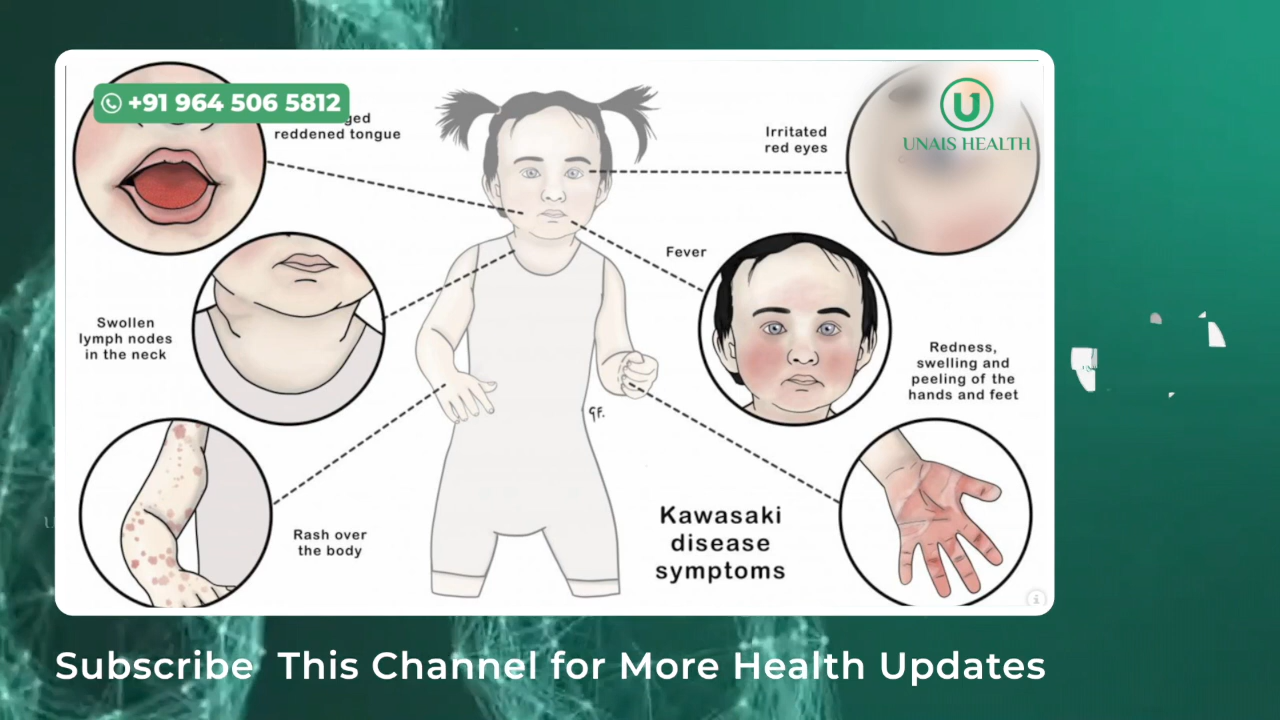 +91 964 506 5812
reddened tongue
Irritated
red eyes
UNAIS HEALTH
Fever
Swollen
lymph nodes
in the neck
Redness,
swelling and
peeling of the
hands and feet
GF.
Rash over
the body
Kawasaki
disease
symptoms
Subscribe This Channel for More Health Updates